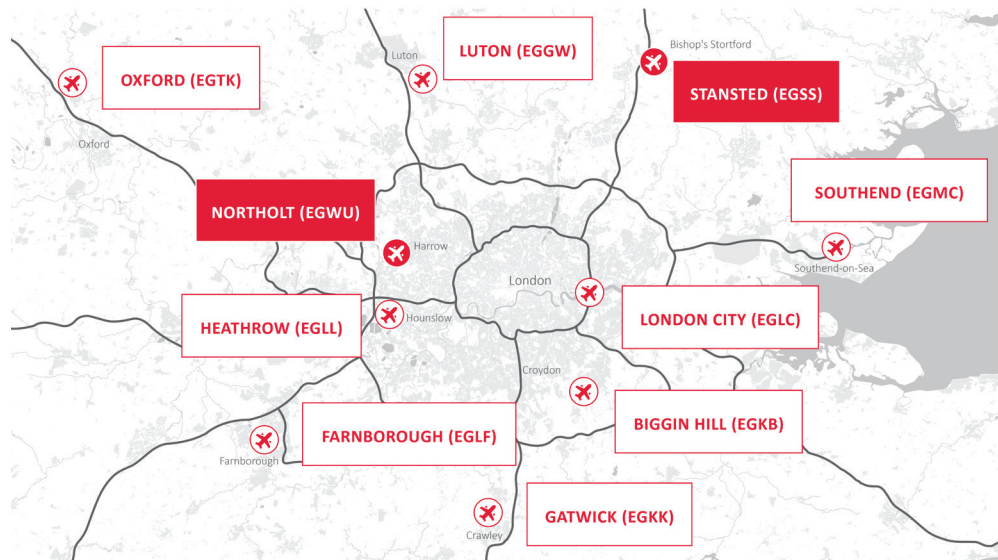 Luton
LUTON (EGGW)
Bishop's Stortford
OXFORD (EGTK)
STANSTED (EGSS)
Oxford
SOUTHEND (EGMC)
NORTHOLT (EGWU)
Harrow
Southend-on-Sea
London
HEATHROW (EGLL)
Hounslow
LONDON CITY (EGLC)
Croydon
BIGGIN HILL (EGKB)
FARNBOROUGH (EGLF)
Farnborough
GATWICK (EGKK)
Crawley